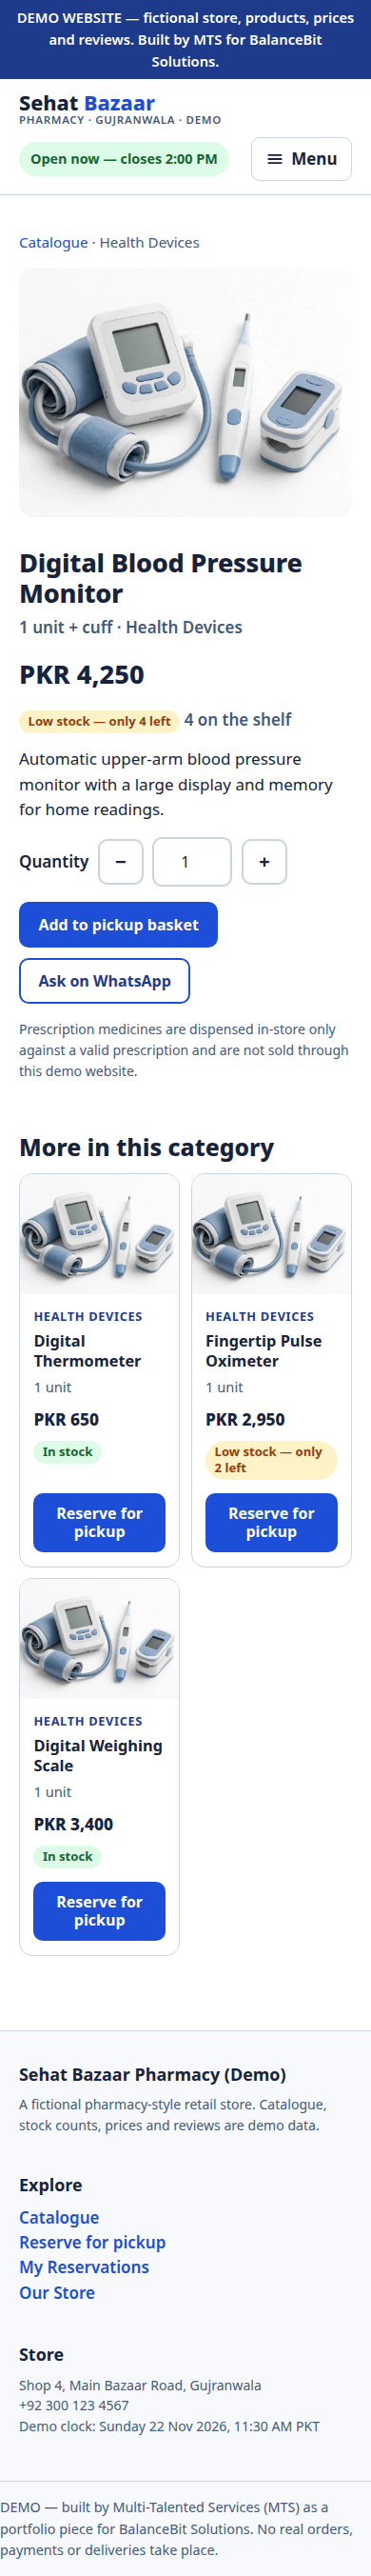 DEMO WEBSITE — fictional store, products, prices
and reviews. Built by MTS for BalanceBit
Solutions.
Sehat Bazaar
PHARMACY · GUJRANWALA · DEMO
Open now — closes 2:00 PM
Menu
Catalogue · Health Devices
Digital Blood Pressure
Monitor
1 unit + cuff · Health Devices
PKR 4,250
Low stock — only 4 left 4 on the shelf
Automatic upper-arm blood pressure
monitor with a large display and memory
for home readings.
Quantity − 1 +
Add to pickup basket
Ask on WhatsApp
Prescription medicines are dispensed in-store only
against a valid prescription and are not sold through
this demo website.
More in this category
HEALTH DEVICES
Digital
Thermometer
1 unit
PKR 650
In stock
Reserve for
pickup
HEALTH DEVICES
Fingertip Pulse
Oximeter
1 unit
PKR 2,950
Low stock — only
2 left
Reserve for
pickup
HEALTH DEVICES
Digital Weighing
Scale
1 unit
PKR 3,400
In stock
Reserve for
pickup
Sehat Bazaar Pharmacy (Demo)
A fictional pharmacy-style retail store. Catalogue,
stock counts, prices and reviews are demo data.
Explore
Catalogue
Reserve for pickup
My Reservations
Our Store
Store
Shop 4, Main Bazaar Road, Gujranwala
+92 300 123 4567
Demo clock: Sunday 22 Nov 2026, 11:30 AM PKT
DEMO — built by Multi-Talented Services (MTS) as a
portfolio piece for BalanceBit Solutions. No real orders,
payments or deliveries take place.